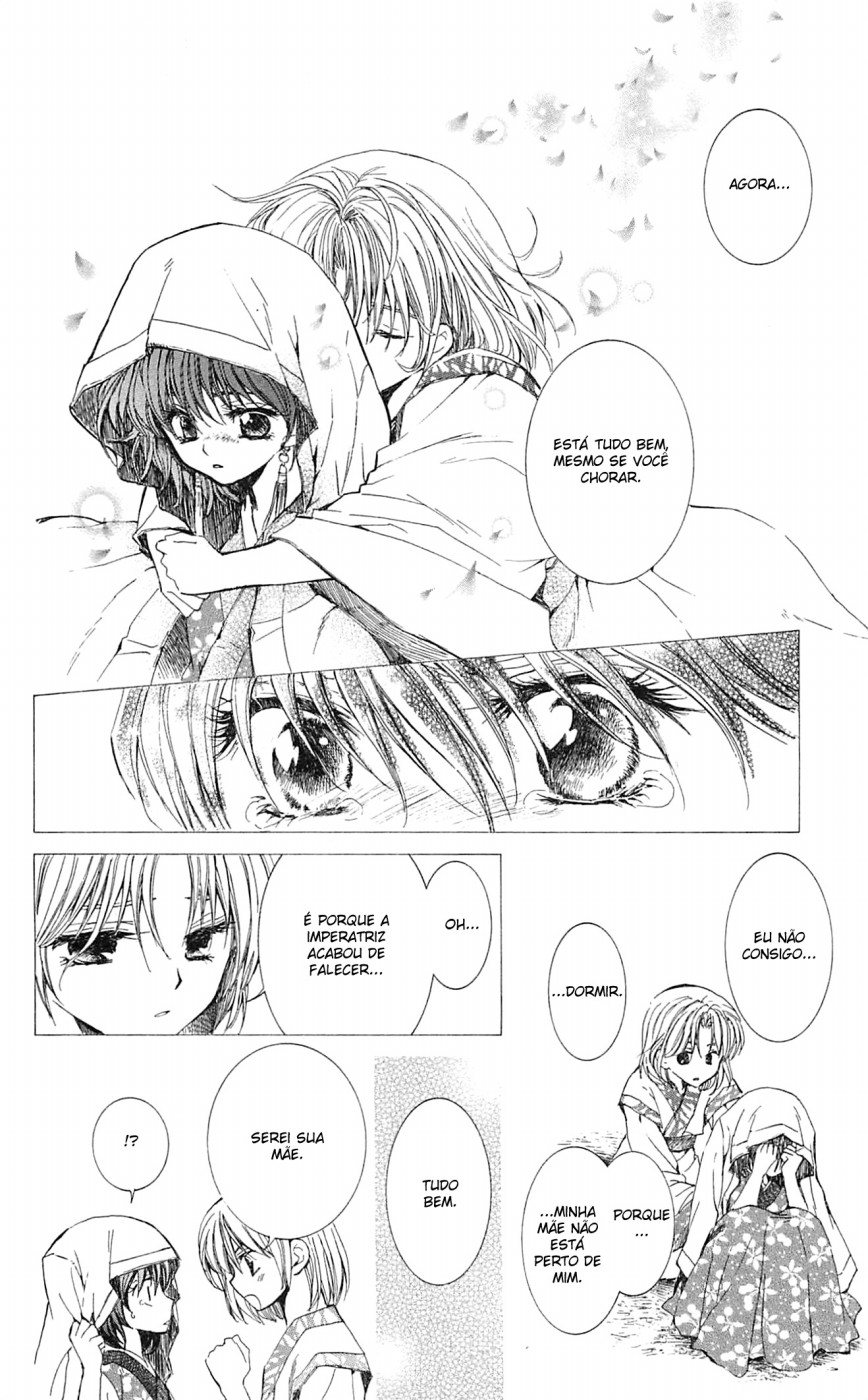 AGORA...
ESTÁ TUDO BEM,
MESMO SE VOCÊ
CHORAR.
EU NÃO
CONSIGO...
...DORMIR.
PORQUE
...
...MINHA
MÃE NÃO
ESTÁ
PERTO DE
MIM.
OH...
É PORQUE A
IMPERATRIZ
ACABOU DE
FALECER...
TUDO
BEM.
SEREI SUA
MÃE.
!?